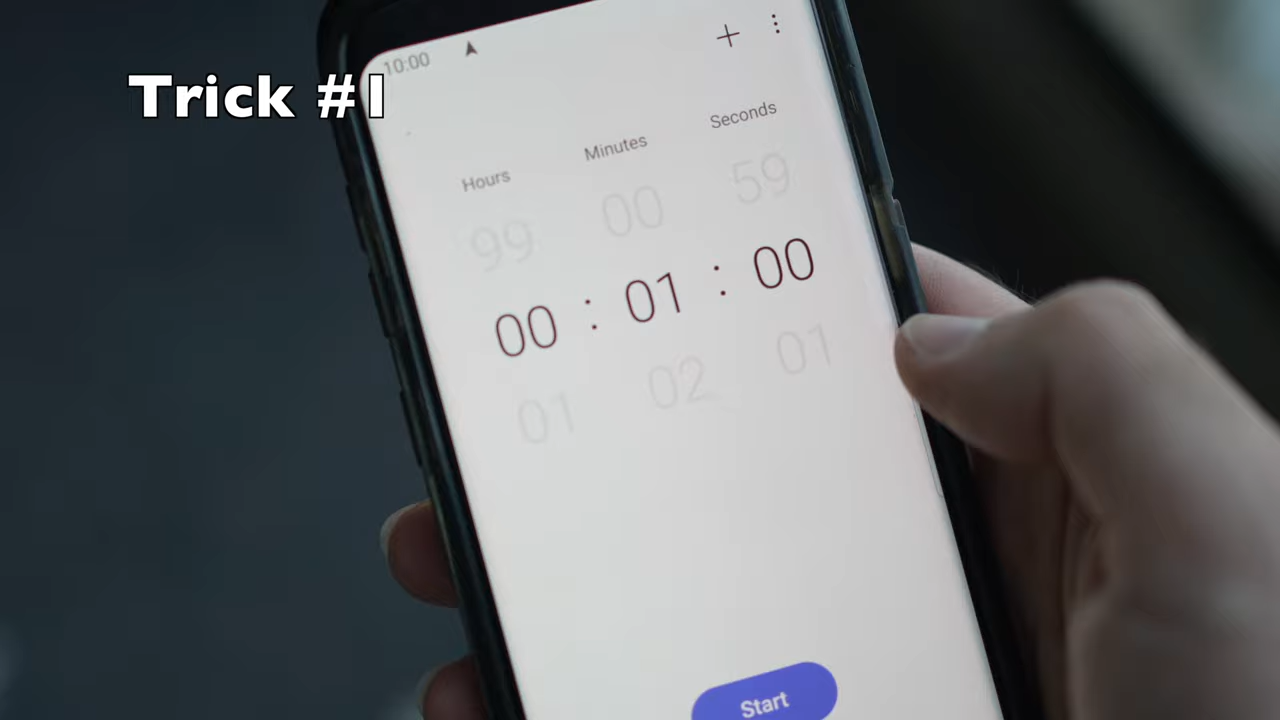 10:00
Trick #1
Hours Minutes Seconds
99 00 59
00 : 01 : 00
01 02 01
Start